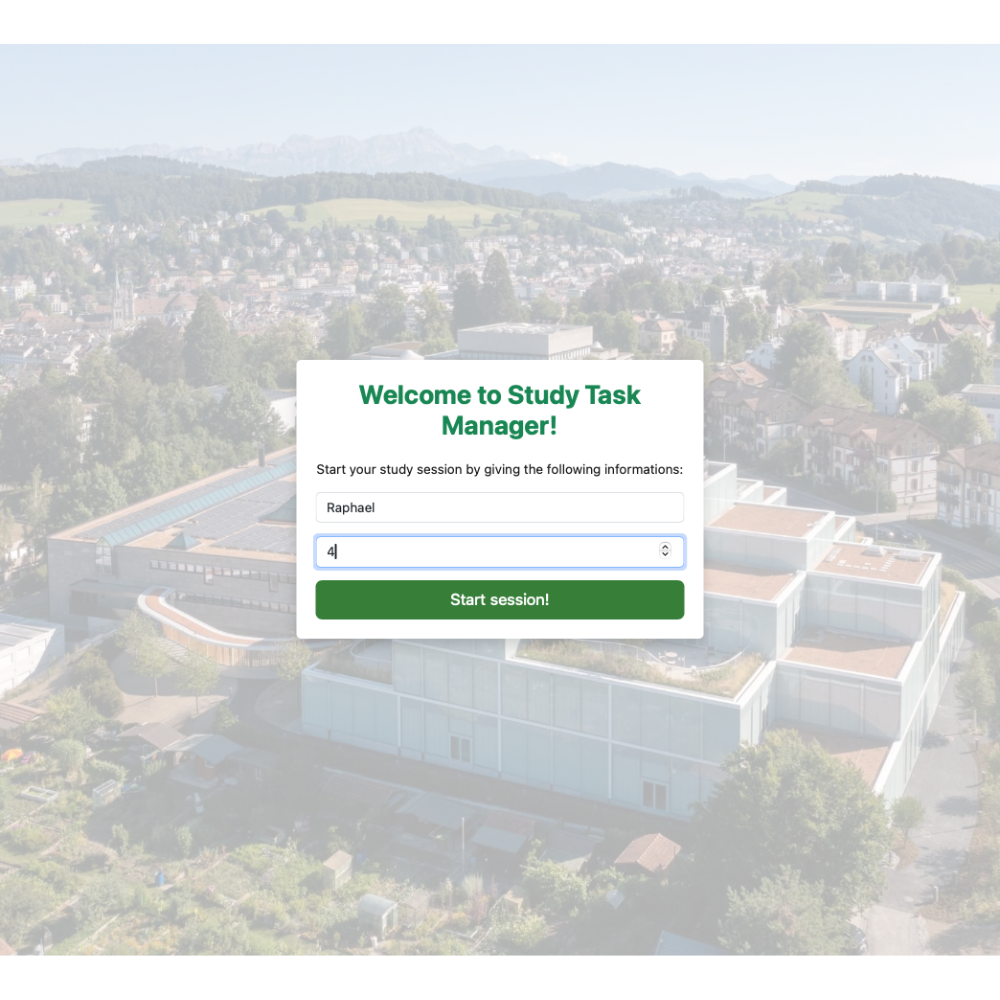 Welcome to Study Task
Manager!
Start your study session by giving the following informations:
Raphael
4
Start session!